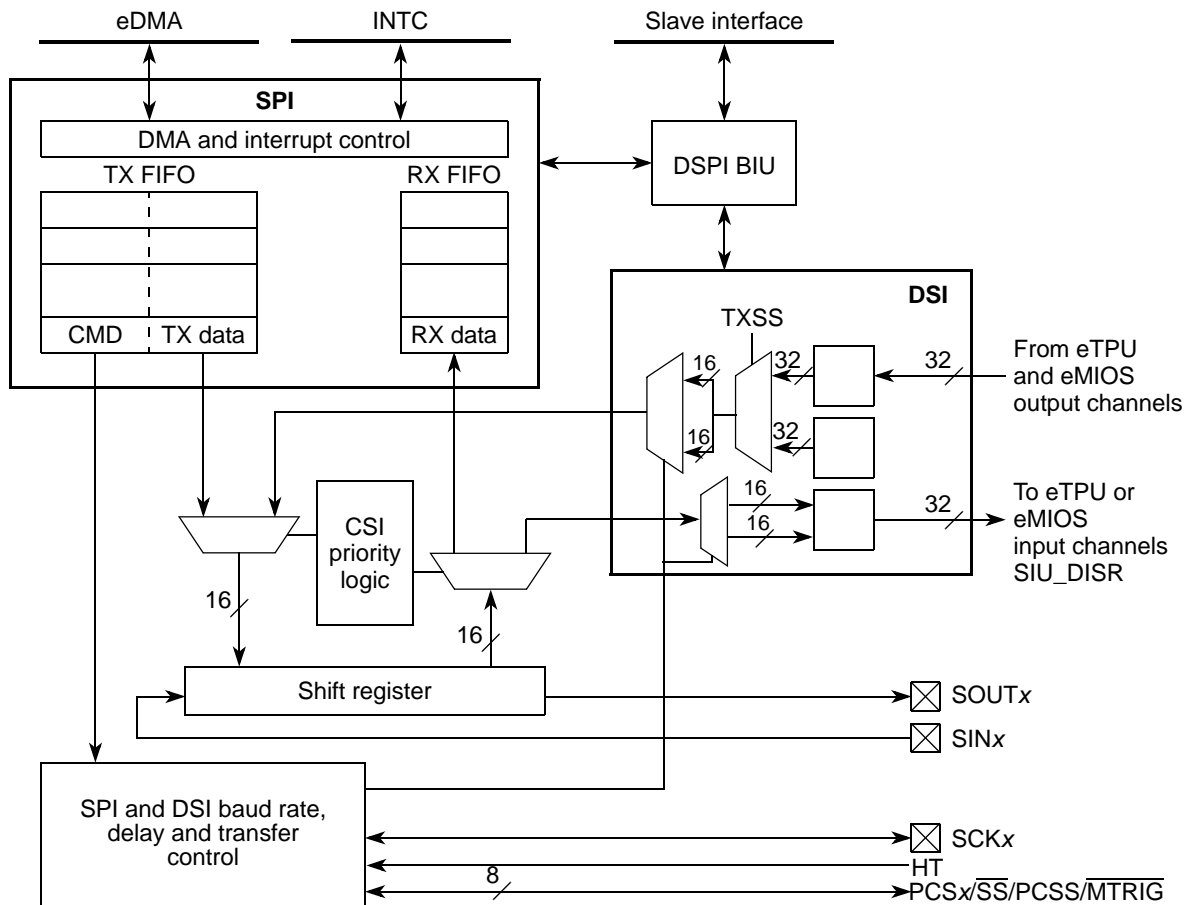 eDMA
INTC
Slave interface
SPI
DMA and interrupt control
TX FIFO
RX FIFO
DSPI BIU
CMD
TX data
RX data
DSI
TXSS
16
32
32
From eTPU
and eMIOS
output channels
16
32
16
16
32
To eTPU or
eMIOS
input channels
SIU_DISR
CSI
priority
logic
16
16
Shift register
SOUTx
SINx
SPI and DSI baud rate,
delay and transfer
control
SCKx
HT
8
PCSx/SS/PCSS/MTRIG